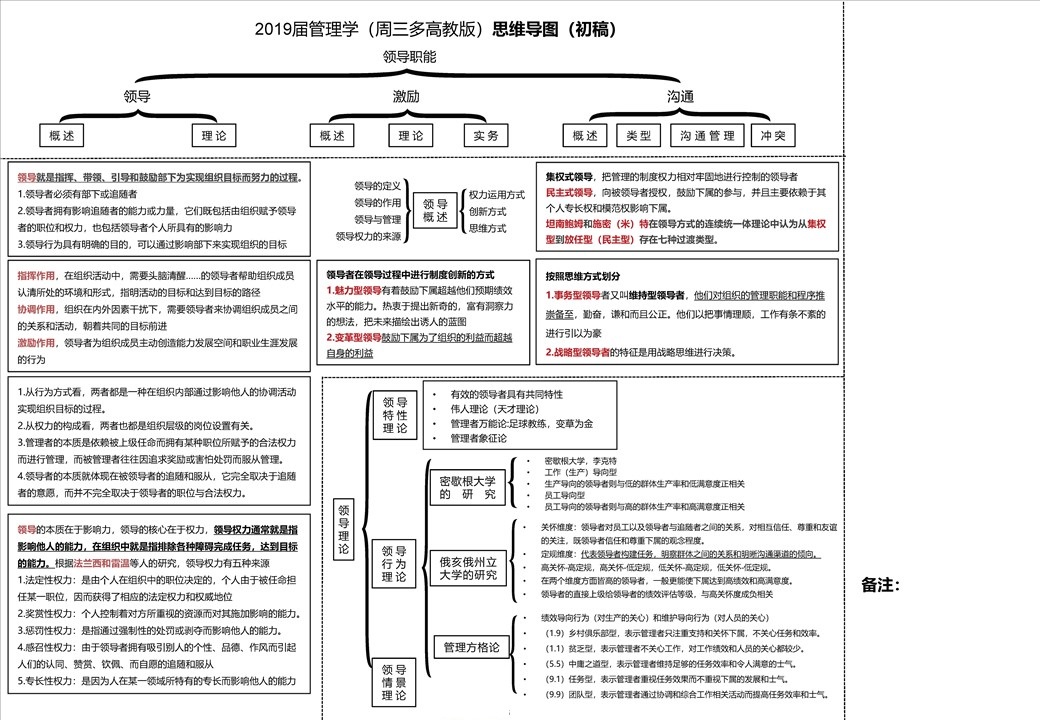 2019届管理学（周三多高教版）思维导图（初稿）
领导职能
领导
激励
沟通
概述
理论
概述
理论
实务
概述
类型
沟通管理
冲突
领导就是指挥、带领、引导和鼓励部下为实现组织目标而努力的过程。
1.领导者必须有部下或追随者
2.领导者拥有影响追随者的能力或力量，它们既包括由组织赋予领导
者的职位和权力，也包括领导者个人所具有的影响力
3.领导行为具有明确的目的，可以通过影响部下来实现组织的目标
领导的定义
领导的作用
领导与管理
领导权力的来源
领导
概述
权力运用方式
创新方式
思维方式
集权式领导，把管理的制度权力相对牢固地进行控制的领导者
民主式领导，向被领导者授权，鼓励下属的参与，并且主要依赖于其
个人专长权和模范权影响下属。
坦南鲍姆和施密（米）特在领导方式的连续统一体理论中认为从集权
型到放任型（民主型）存在七种过渡类型。
指挥作用，在组织活动中，需要头脑清醒......的领导者帮助组织成员
认清所处的环境和形式，指明活动的目标和达到目标的路径
协调作用，组织在内外因素干扰下，需要领导者来协调组织成员之间
的关系和活动，朝着共同的目标前进
激励作用，领导者为组织成员主动创造能力发展空间和职业生涯发展
的行为
领导者在领导过程中进行制度创新的方式
1.魅力型领导有着鼓励下属超越他们预期绩效
水平的能力。热衷于提出新奇的，富有洞察力
的想法，把未来描绘出诱人的蓝图
2.变革型领导鼓励下属为了组织的利益而超越
自身的利益
按照思维方式划分
1.事务型领导者又叫维持型领导者，他们对组织的管理职能和程序推
崇备至，勤奋，谦和而且公正。他们以把事情理顺，工作有条不紊的
进行引以为豪
2.战略型领导者的特征是用战略思维进行决策。
1.从行为方式看，两者都是一种在组织内部通过影响他人的协调活动
实现组织目标的过程。
2.从权力的构成看，两者也都是组织层级的岗位设置有关。
3.管理者的本质是依赖被上级任命而拥有某种职位所赋予的合法权力
而进行管理，而被管理者往往因追求奖励或害怕处罚而服从管理。
4.领导者的本质就体现在被领导者的追随和服从，它完全取决于追随
者的意愿，而并不完全取决于领导者的职位与合法权力。
领导的本质在于影响力，领导的核心在于权力，领导权力通常就是指
影响他人的能力，在组织中就是指排除各种障碍完成任务，达到目标
的能力。根据法兰西和雷温等人的研究，领导权力有五种来源
1.法定性权力：是由个人在组织中的职位决定的，个人由于被任命担
任某一职位，因而获得了相应的法定权力和权威地位
2.奖赏性权力：个人控制着对方所重视的资源而对其施加影响的能力。
3.惩罚性权力：是指通过强制性的处罚或剥夺而影响他人的能力。
4.感召性权力：由于领导者拥有吸引别人的个性、品德、作风而引起
人们的认同、赞赏、钦佩、而自愿的追随和服从
5.专长性权力：是因为人在某一领域所特有的专长而影响他人的能力
领导理论
领导
特性
理论
• 有效的领导者具有共同特性
• 伟人理论（天才理论）
• 管理者万能论:足球教练，变草为金
• 管理者象征论
领导
行为
理论
密歇根大学
的研究
• 密歇根大学，李克特
• 工作（生产）导向型
• 生产导向的领导者则与低的群体生产率和低满意度正相关
• 员工导向型
• 员工导向的领导者则与高的群体生产率和高满意度正相关
俄亥俄州立
大学的研究
• 关怀维度：领导者对员工以及领导者与追随者之间的关系，对相互信任、尊重和友谊
的关注，既领导者信任和尊重下属的观念程度。
• 定规维度：代表领导者构建任务，明察群体之间的关系和明晰沟通渠道的倾向。
• 高关怀-高定规，高关怀-低定规，低关怀-高定规，低关怀-低定规
• 在两个维度方面皆高的领导者，一般更能使下属达到高绩效和高满意度。
• 领导者的直接上级给领导者的绩效评估等级，与高关怀度成负相关
管理方格论
• 绩效导向行为（对生产的关心）和维护导向行为（对人员的关心）
• （1.9）乡村俱乐部型，表示管理者只注重支持和关怀下属，不关心任务和效率。
• （1.1）贫乏型，表示管理者不关心工作，对工作绩效和人员的关心都较少。
• （5.5）中庸之道型，表示管理者维持足够的任务效率和令人满意的士气。
• （9.1）任务型，表示管理者重视任务效果而不重视下属的发展和士气。
• （9.9）团队型，表示管理者通过协调和综合工作相关活动而提高任务效率和士气。
领导
情景
理论
备注：